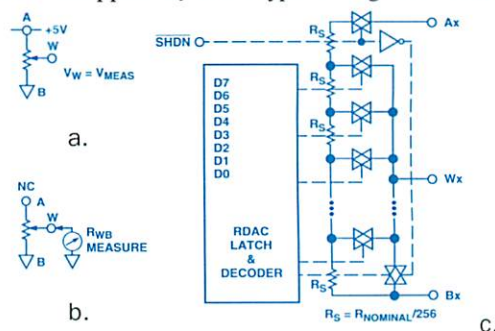 A
+5V
W
V_W = V_MEAS
B
a.
NC
A
W
R_WB
MEASURE
B
b.
SHDN
R_S
Ax
R_S
D7
D6
D5
D4
D3
D2
D1
D0
R_S
Wx
RDAC
LATCH
&
DECODER
R_S
Bx
R_S = R_NOMINAL/256
c.